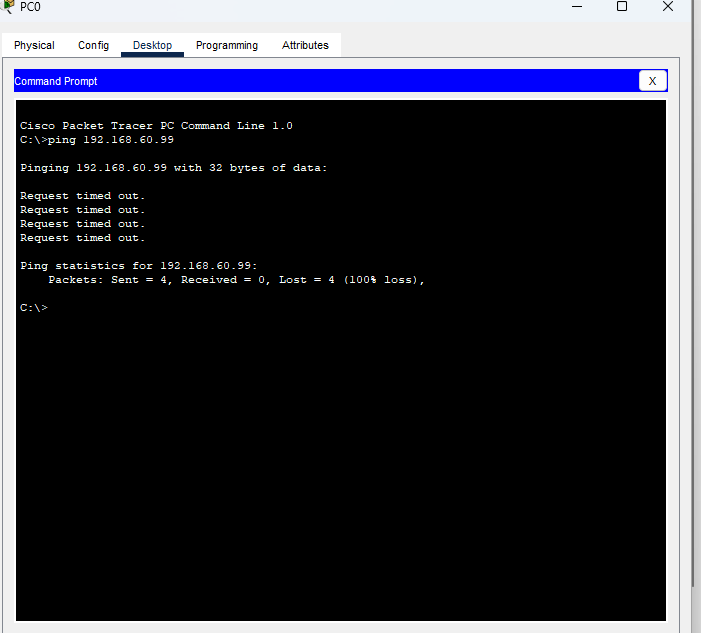 PC0
Physical Config Desktop Programming Attributes
Command Prompt
X
Cisco Packet Tracer PC Command Line 1.0
C:\>ping 192.168.60.99
Pinging 192.168.60.99 with 32 bytes of data:
Request timed out.
Request timed out.
Request timed out.
Request timed out.
Ping statistics for 192.168.60.99:
Packets: Sent = 4, Received = 0, Lost = 4 (100% loss),
C:\>